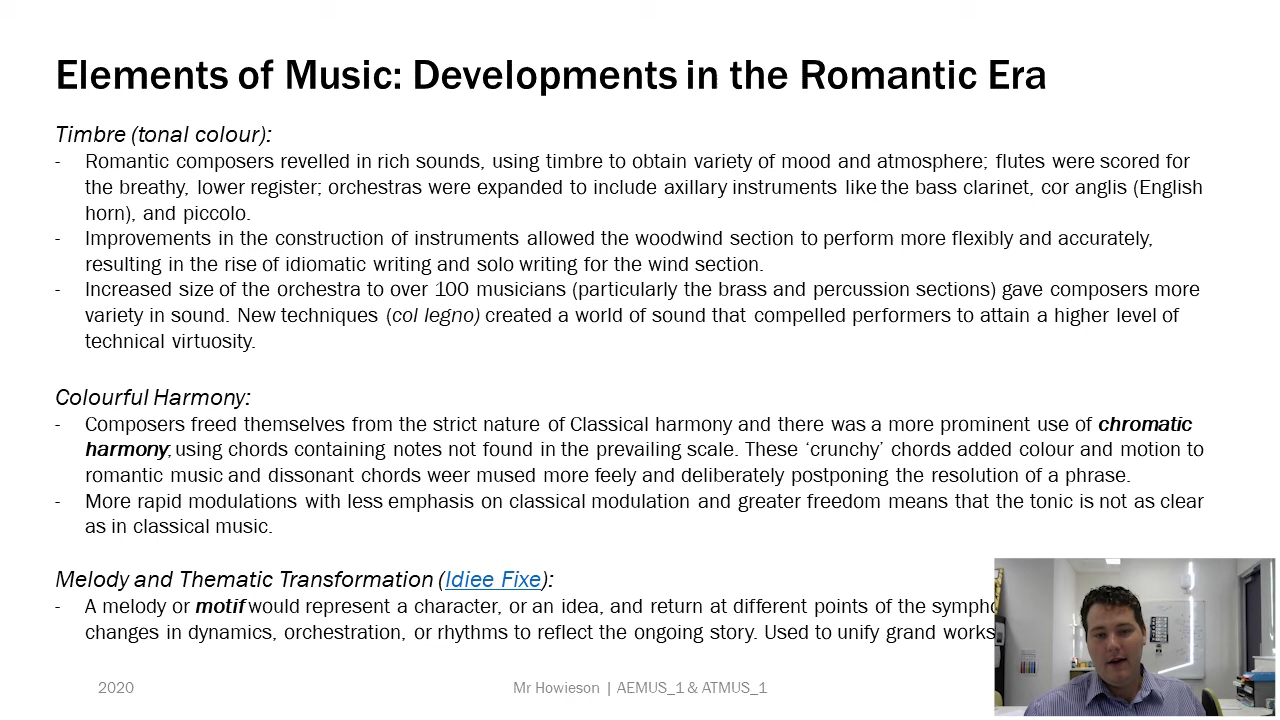 Elements of Music: Developments in the Romantic Era
Timbre (tonal colour):
- Romantic composers revelled in rich sounds, using timbre to obtain variety of mood and atmosphere; flutes were scored for
the breathy, lower register; orchestras were expanded to include axillary instruments like the bass clarinet, cor anglis (English
horn), and piccolo.
- Improvements in the construction of instruments allowed the woodwind section to perform more flexibly and accurately,
resulting in the rise of idiomatic writing and solo writing for the wind section.
- Increased size of the orchestra to over 100 musicians (particularly the brass and percussion sections) gave composers more
variety in sound. New techniques (col legno) created a world of sound that compelled performers to attain a higher level of
technical virtuosity.
Colourful Harmony:
- Composers freed themselves from the strict nature of Classical harmony and there was a more prominent use of chromatic
harmony, using chords containing notes not found in the prevailing scale. These ‘crunchy’ chords added colour and motion to
romantic music and dissonant chords weer mused more feely and deliberately postponing the resolution of a phrase.
- More rapid modulations with less emphasis on classical modulation and greater freedom means that the tonic is not as clear
as in classical music.
Melody and Thematic Transformation (Idiee Fixe):
- A melody or motif would represent a character, or an idea, and return at different points of the
changes in dynamics, orchestration, or rhythms to reflect the ongoing story. Used to unify grand works
2020
Mr Howieson | AEMUS_1 & ATMUS_1